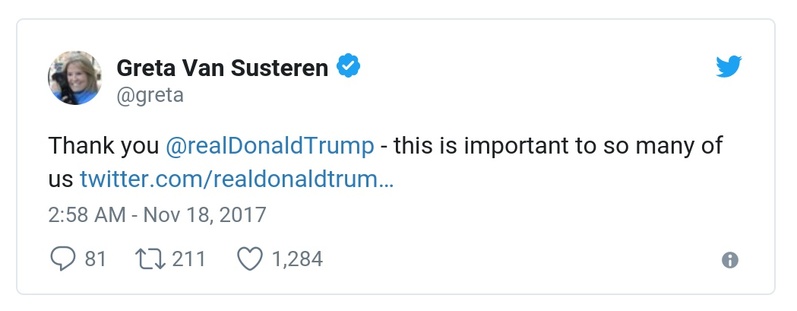 Greta Van Susteren
@greta
Thank you @realDonaldTrump - this is important to so many of
us twitter.com/realdonaldtrum…
2:58 AM - Nov 18, 2017
81 211 1,284